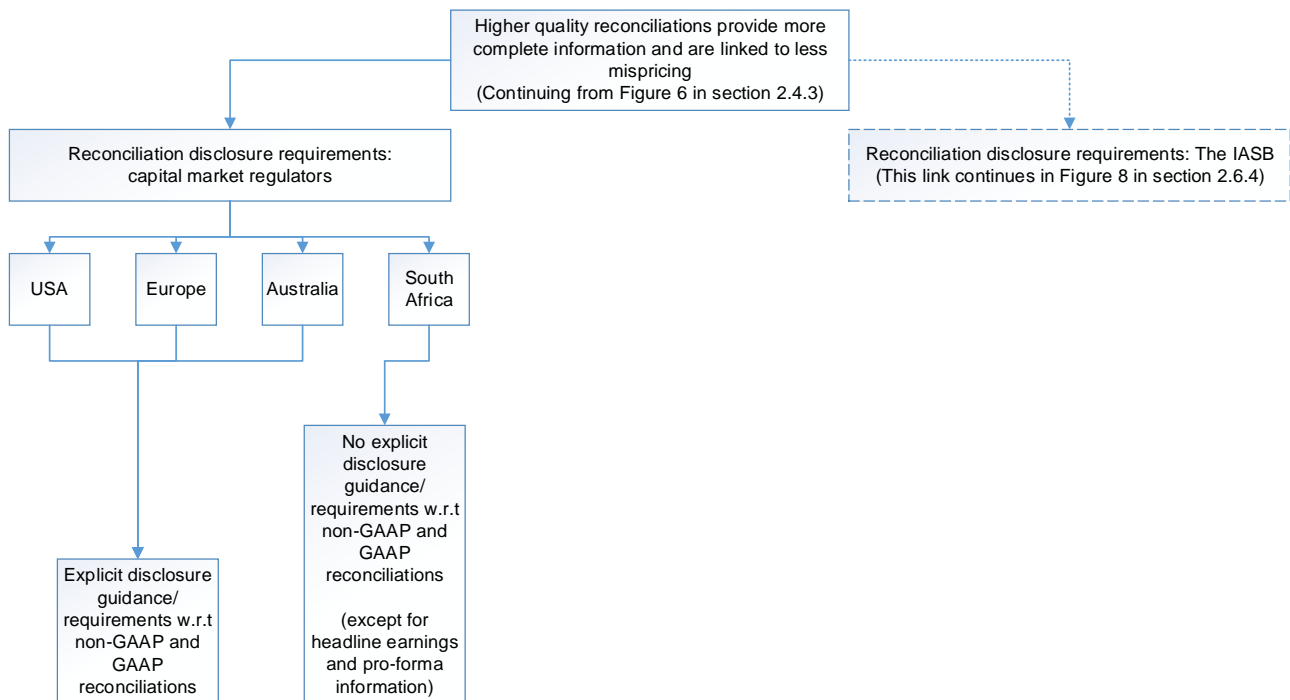 Higher quality reconciliations provide more
complete information and are linked to less
mispricing
(Continuing from Figure 6 in section 2.4.3)
Reconciliation disclosure requirements:
capital market regulators
Reconciliation disclosure requirements: The IASB
(This link continues in Figure 8 in section 2.6.4)
USA
Europe
Australia
South
Africa
No explicit
disclosure
guidance/
requirements w.r.t
non-GAAP and
GAAP
reconciliations
(except for
headline earnings
and pro-forma
information)
Explicit disclosure
guidance/
requirements w.r.t
non-GAAP and
GAAP
reconciliations